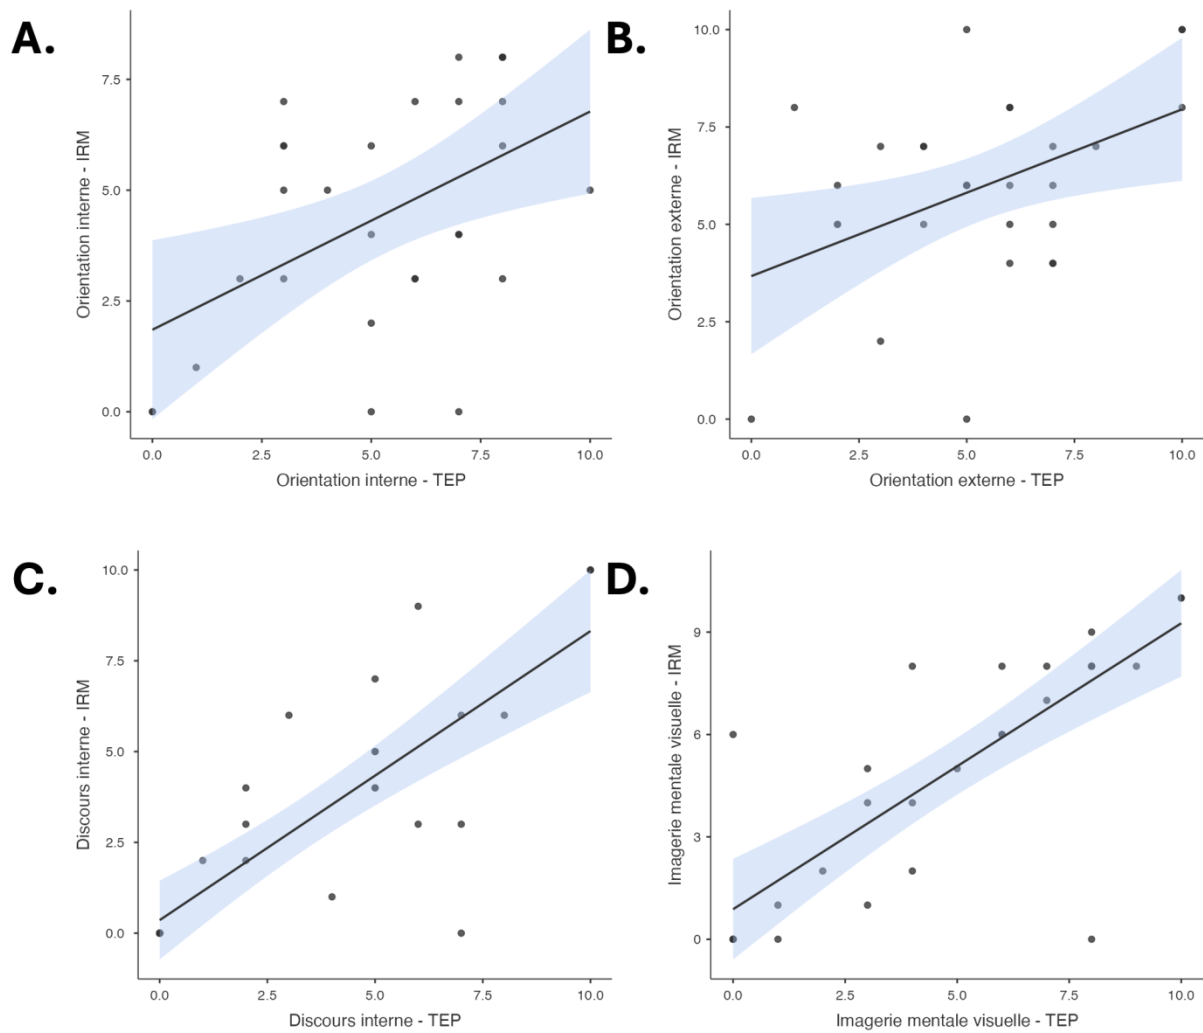 A.
Orientation interne - IRM
7.5
5.0
2.5
0.0
0.0 2.5 5.0 7.5 10.0
Orientation interne - TEP
B.
Orientation externe - IRM
10.0
7.5
5.0
2.5
0.0
0.0 2.5 5.0 7.5 10.0
Orientation externe - TEP
C.
Discours interne - IRM
10.0
7.5
5.0
2.5
0.0
0.0 2.5 5.0 7.5 10.0
Discours interne - TEP
D.
Imagerie mentale visuelle - IRM
9
6
3
0
0.0 2.5 5.0 7.5 10.0
Imagerie mentale visuelle - TEP